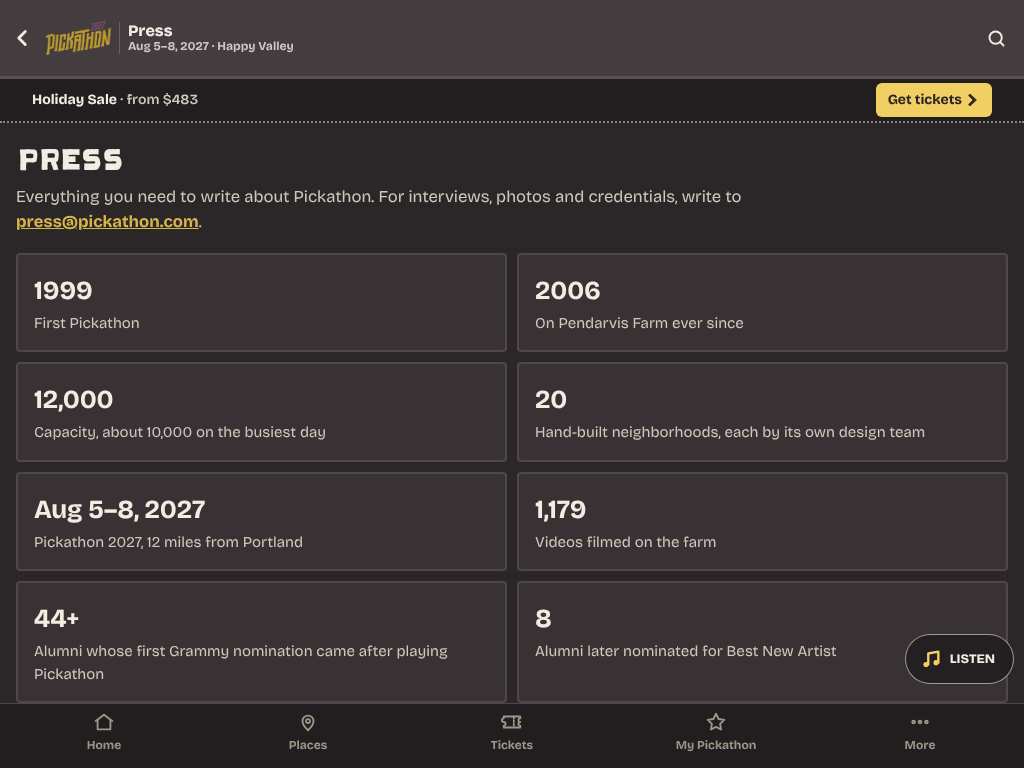 PICKATHON
Press
Aug 5–8, 2027 · Happy Valley
Holiday Sale · from $483
Get tickets
PRESS
Everything you need to write about Pickathon. For interviews, photos and credentials, write to
press@pickathon.com.
1999
First Pickathon
2006
On Pendarvis Farm ever since
12,000
Capacity, about 10,000 on the busiest day
20
Hand-built neighborhoods, each by its own design team
Aug 5–8, 2027
Pickathon 2027, 12 miles from Portland
1,179
Videos filmed on the farm
44+
Alumni whose first Grammy nomination came after playing
Pickathon
8
Alumni later nominated for Best New Artist
LISTEN
Home
Places
Tickets
My Pickathon
More